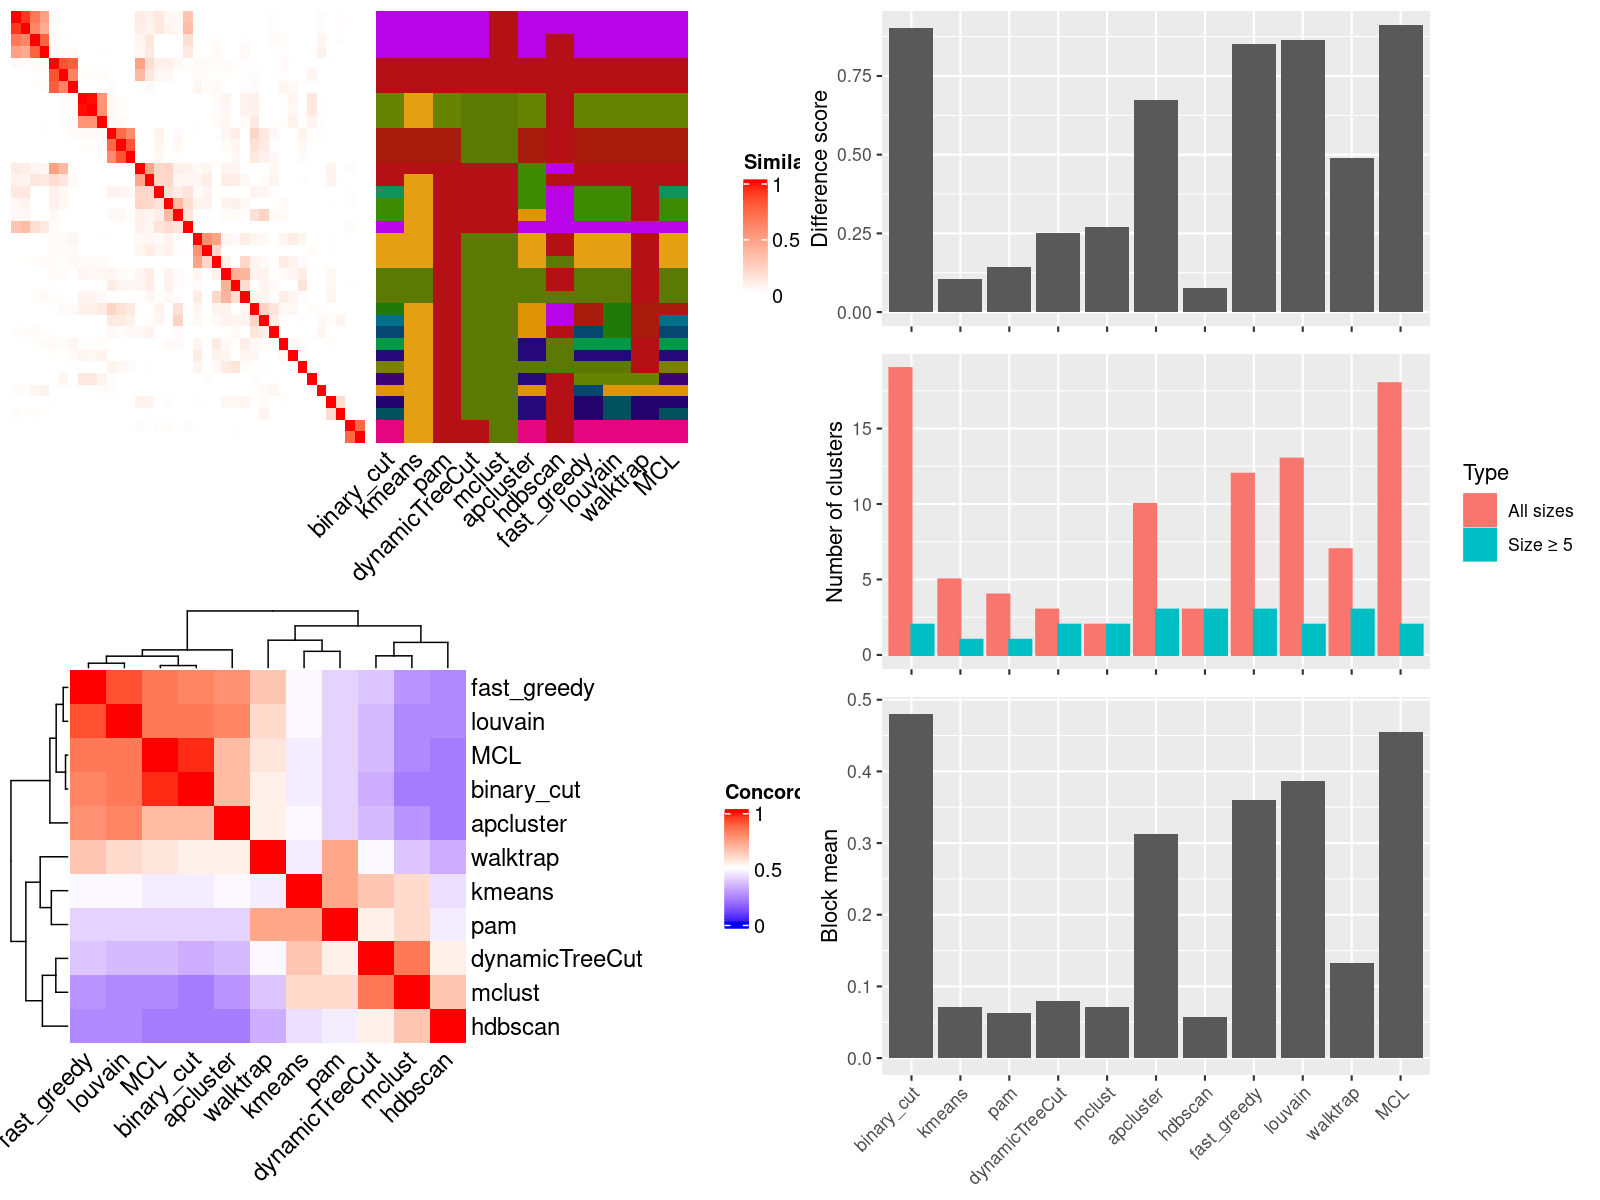 Simila
1
0.5
0
binary_cut
kmeans
pam
dynamicTreeCut
mclust
apcluster
hdbscan
fast_greedy
louvain
walktrap
MCL
fast_greedy
louvain
MCL
binary_cut
apcluster
walktrap
kmeans
pam
dynamicTreeCut
mclust
hdbscan
fast_greedy
louvain
MCL
binary_cut
apcluster
walktrap
kmeans
pam
dynamicTreeCut
mclust
hdbscan
Concord
1
0.5
0
Difference score
0.75
0.50
0.25
0.00
Number of clusters
15
10
5
0
Type
All sizes
Size ≥ 5
Block mean
0.5
0.4
0.3
0.2
0.1
0.0
binary_cut
kmeans
pam
dynamicTreeCut
mclust
apcluster
hdbscan
fast_greedy
louvain
walktrap
MCL